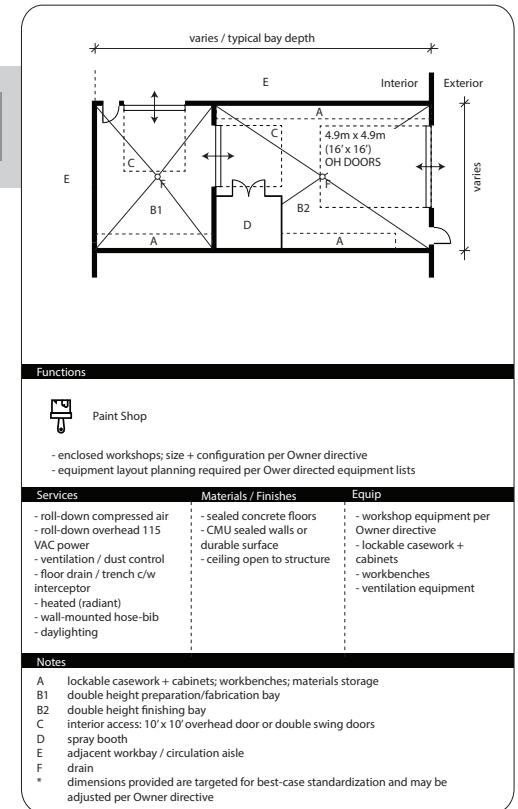 varies / typical bay depth
E
Interior
Exterior
A
4.9m x 4.9m
(16’ x 16’)
OH DOORS
C
C
F
F
E
varies
B1
B2
D
A
A
Functions
Paint Shop
- enclosed workshops; size + configuration per Owner directive
- equipment layout planning required per Ower directed equipment lists
Services
- roll-down compressed air
- roll-down overhead 115
VAC power
- ventilation / dust control
- floor drain / trench c/w
interceptor
- heated (radiant)
- wall-mounted hose-bib
- daylighting
Materials / Finishes
- sealed concrete floors
- CMU sealed walls or
durable surface
- ceiling open to structure
Equip
- workshop equipment per
Owner directive
- lockable casework +
cabinets
- workbenches
- ventilation equipment
Notes
A lockable casework + cabinets; workbenches; materials storage
B1 double height preparation/fabrication bay
B2 double height finishing bay
C interior access: 10’ x 10’ overhead door or double swing doors
D spray booth
E adjacent workbay / circulation aisle
F drain
* dimensions provided are targeted for best-case standardization and may be
adjusted per Owner directive